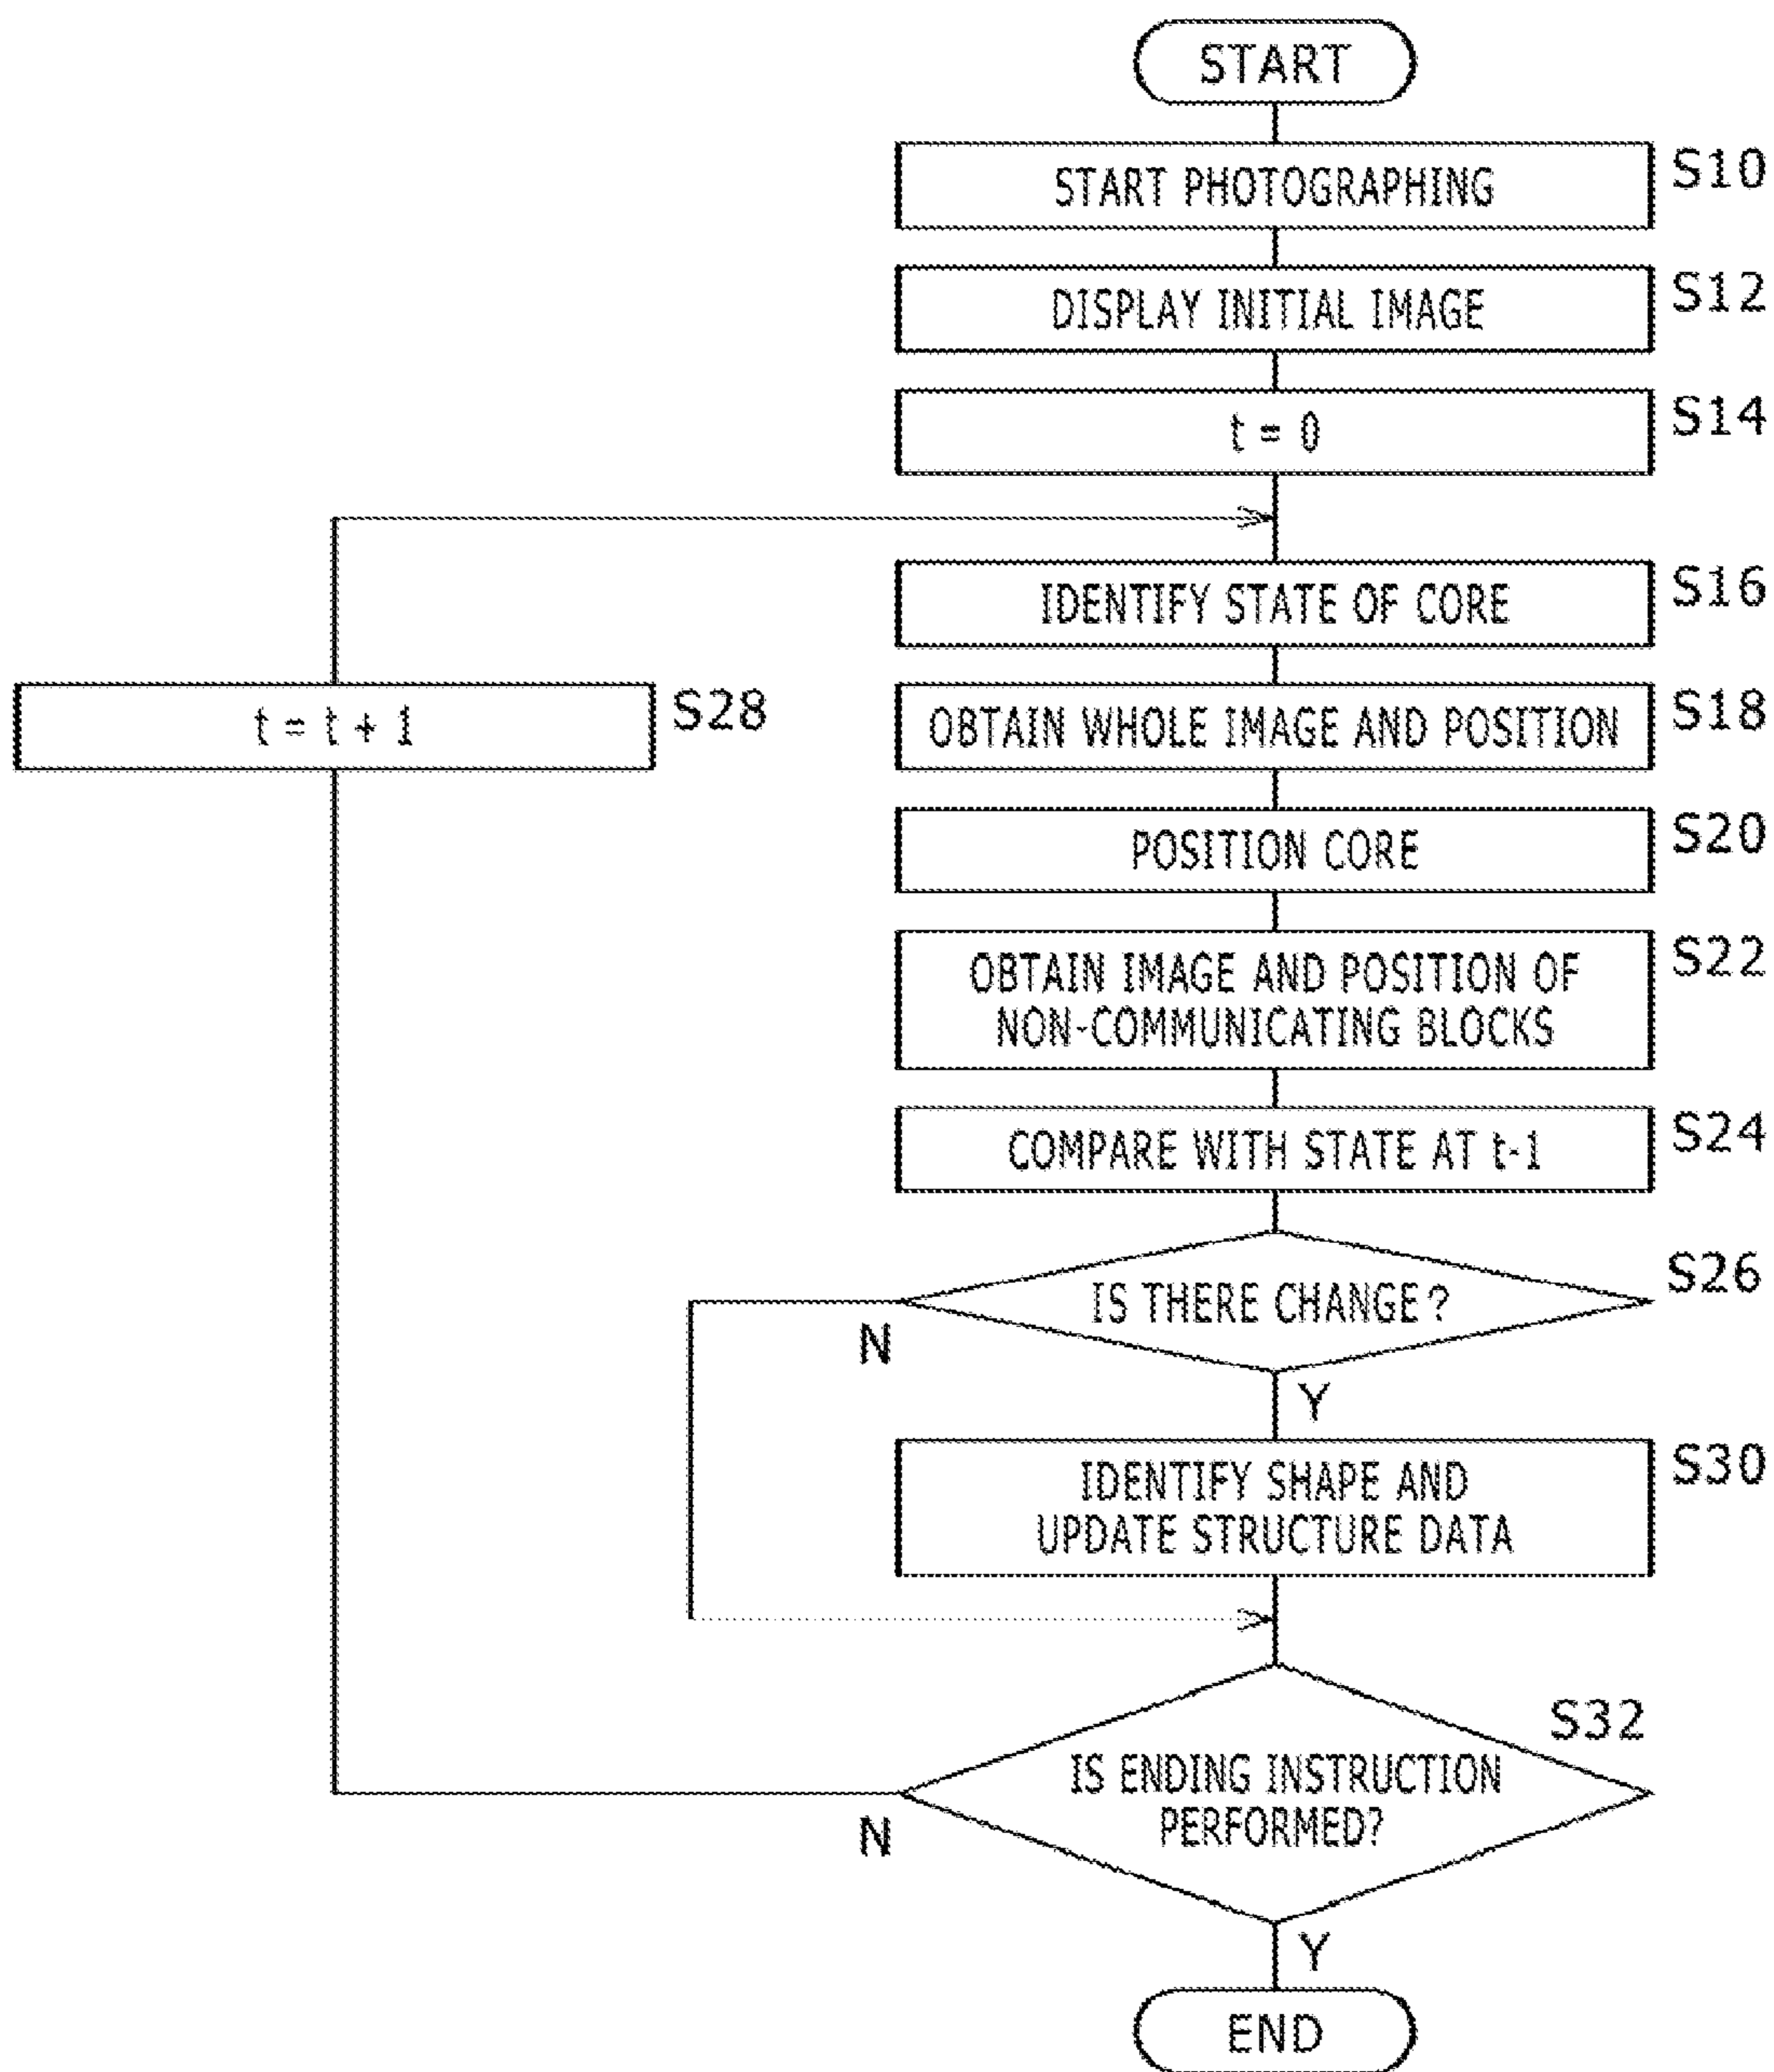 START
START PHOTOGRAPHING
S10
DISPLAY INITIAL IMAGE
S12
t = 0
S14
IDENTIFY STATE OF CORE
S16
t = t + 1
S28
OBTAIN WHOLE IMAGE AND POSITION
S18
POSITION CORE
S20
OBTAIN IMAGE AND POSITION OF
NON-COMMUNICATING BLOCKS
S22
COMPARE WITH STATE AT t-1
S24
IS THERE CHANGE?
S26
N
Y
IDENTIFY SHAPE AND
UPDATE STRUCTURE DATA
S30
IS ENDING INSTRUCTION
PERFORMED?
S32
N
Y
END